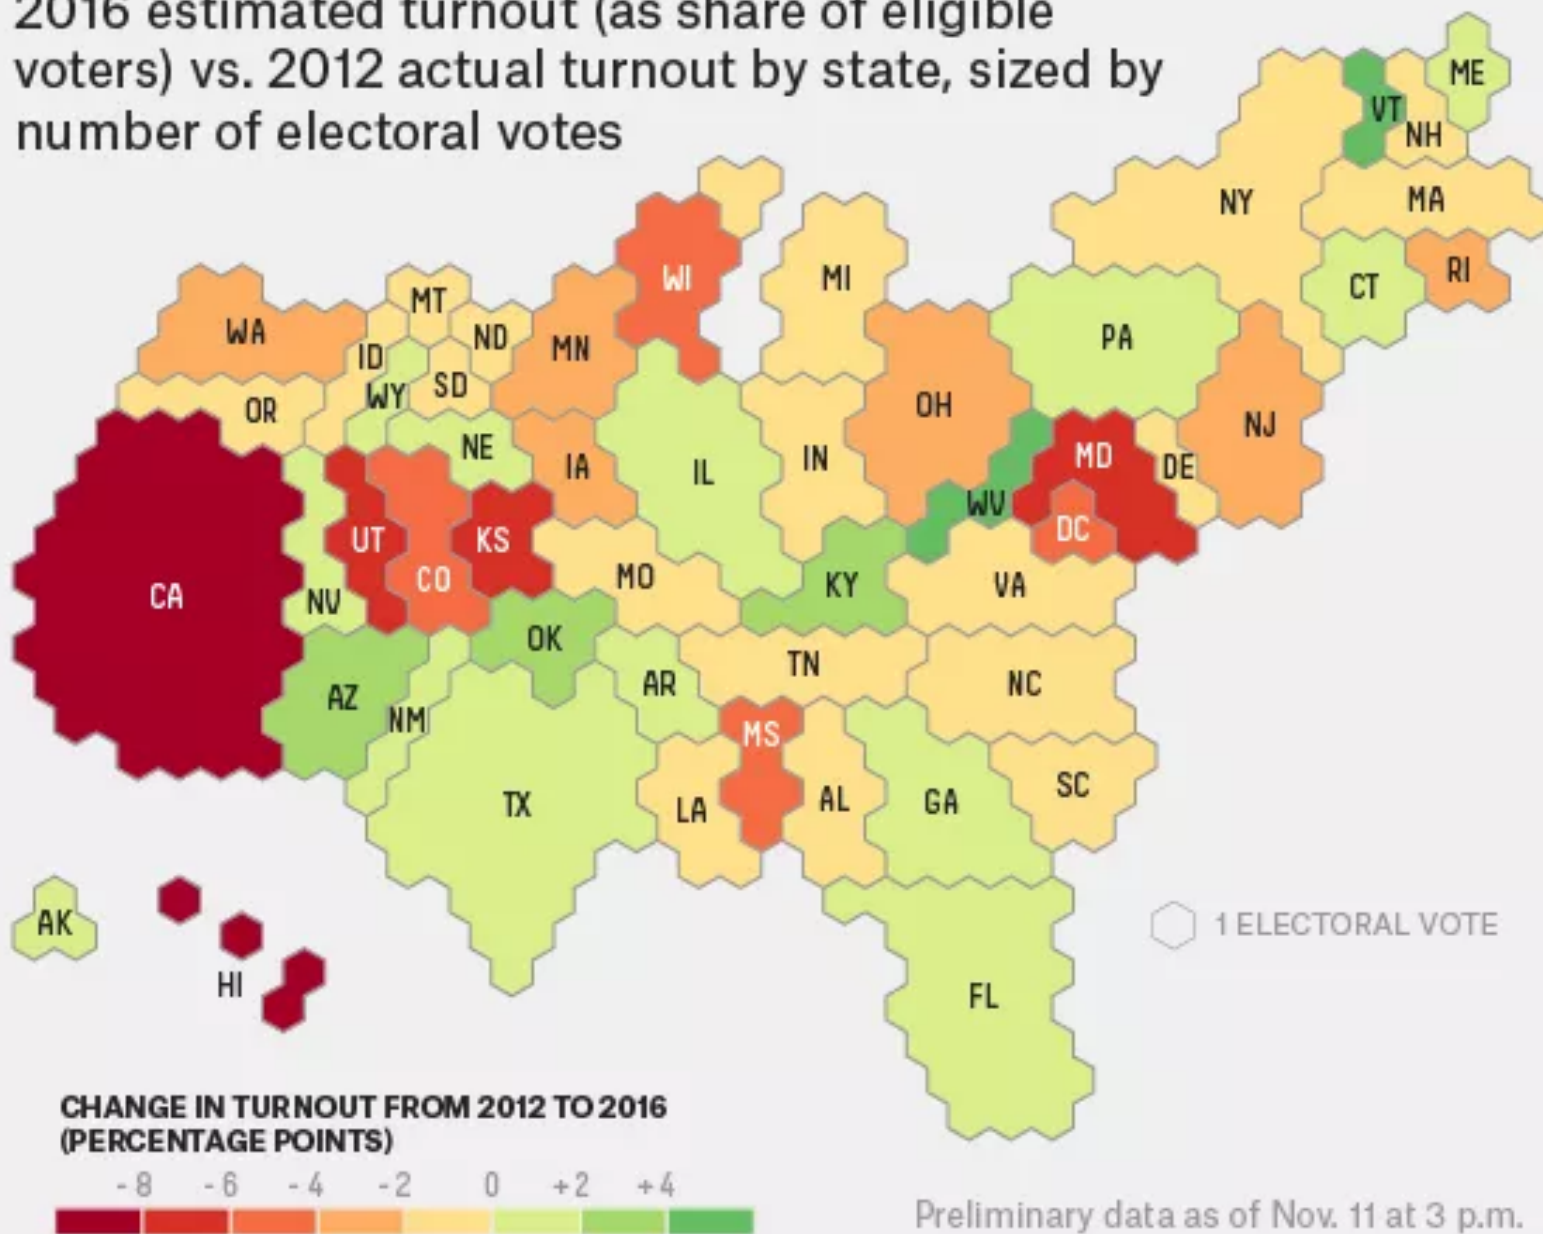 2016 estimated turnout (as share of eligible
voters) vs. 2012 actual turnout by state, sized by
number of electoral votes
ME
VT
NH
NY
MA
WI
MI
CT
RI
MT
WA
ND
MN
PA
ID
WY
SD
OR
OH
NJ
NE
IA
IL
IN
MD
DE
WV
UT
KS
DC
CO
CA
MO
KY
VA
NV
OK
TN
AR
NC
AZ
NM
MS
TX
LA
AL
GA
SC
AK
1 ELECTORAL VOTE
HI
FL
CHANGE IN TURNOUT FROM 2012 TO 2016
(PERCENTAGE POINTS)
-8 -6 -4 -2 0 +2 +4
Preliminary data as of Nov. 11 at 3 p.m.